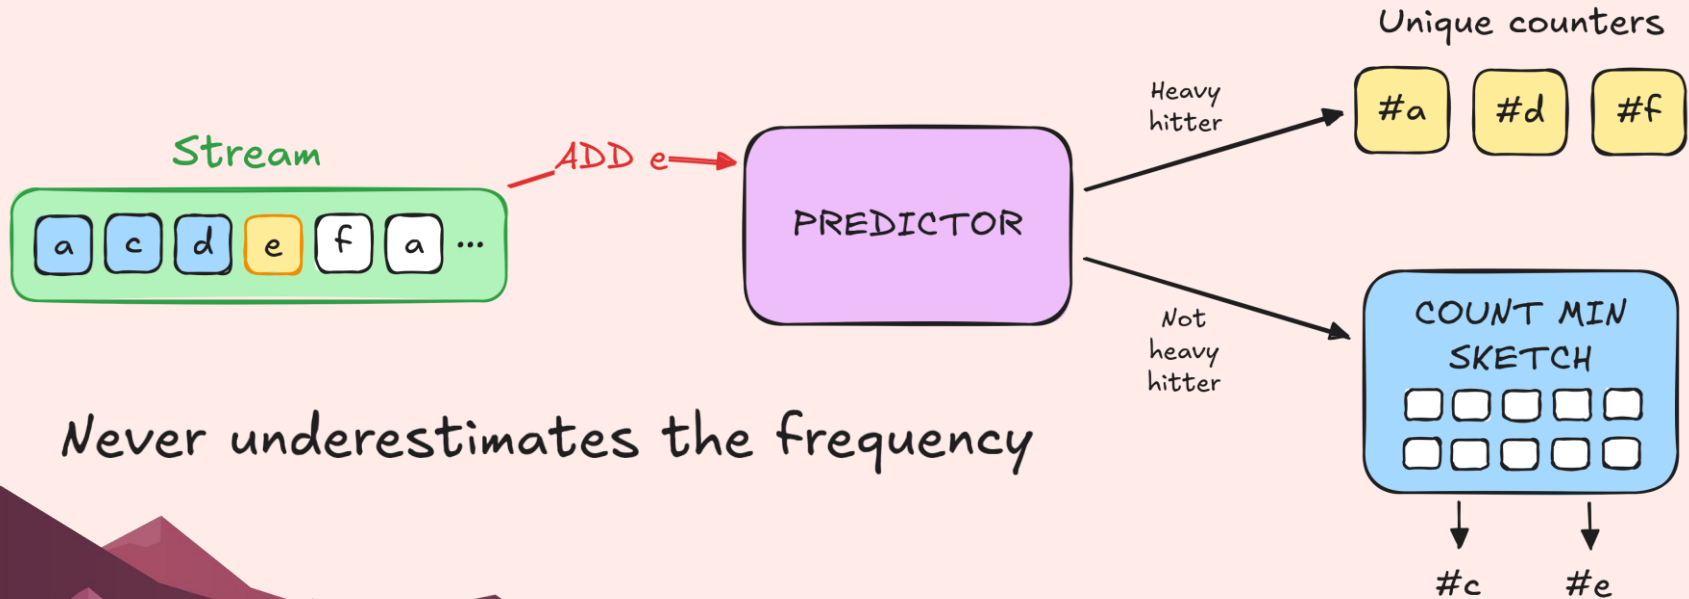 Unique counters
#a #d #f
Heavy
hitter
Stream
ADD e
a c d e f a ...
PREDICTOR
Not
heavy
hitter
COUNT MIN
SKETCH
Never underestimates the frequency
#c #e